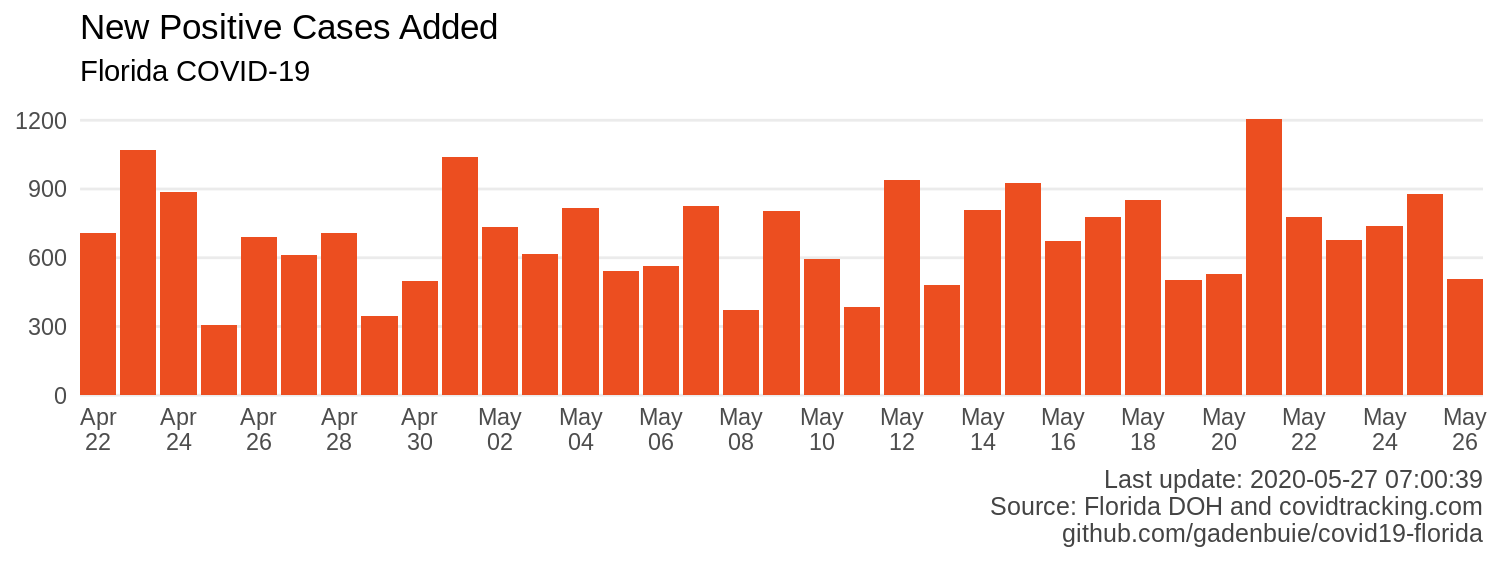 New Positive Cases Added
Florida COVID-19
1200
900
600
300
0
Apr Apr Apr Apr Apr May May May May May May May May May May May May May
22 24 26 28 30 02 04 06 08 10 12 14 16 18 20 22 24 26
Last update: 2020-05-27 07:00:39
Source: Florida DOH and covidtracking.com
github.com/gadenbuie/covid19-florida